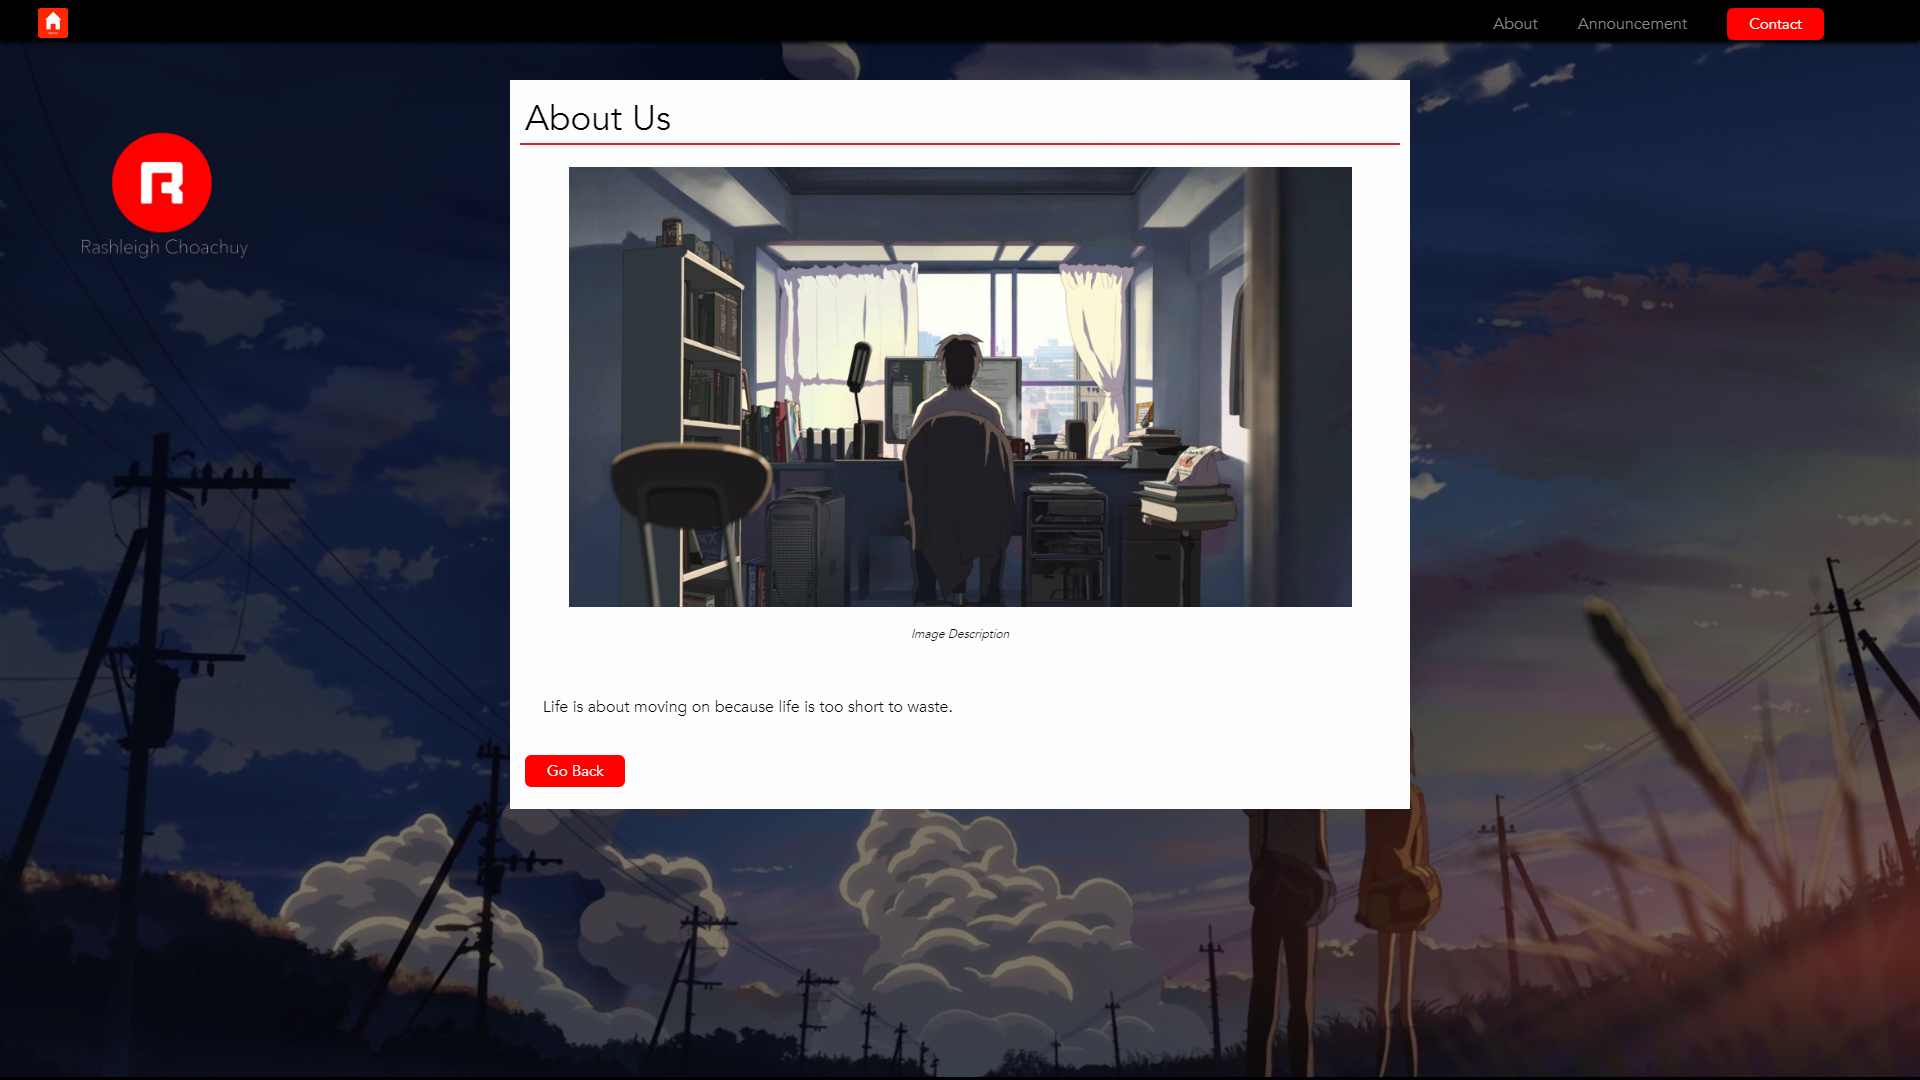 About
Announcement
Contact
About Us
R
Rashleigh Choachuy
Image Description
Life is about moving on because life is too short to waste.
Go Back